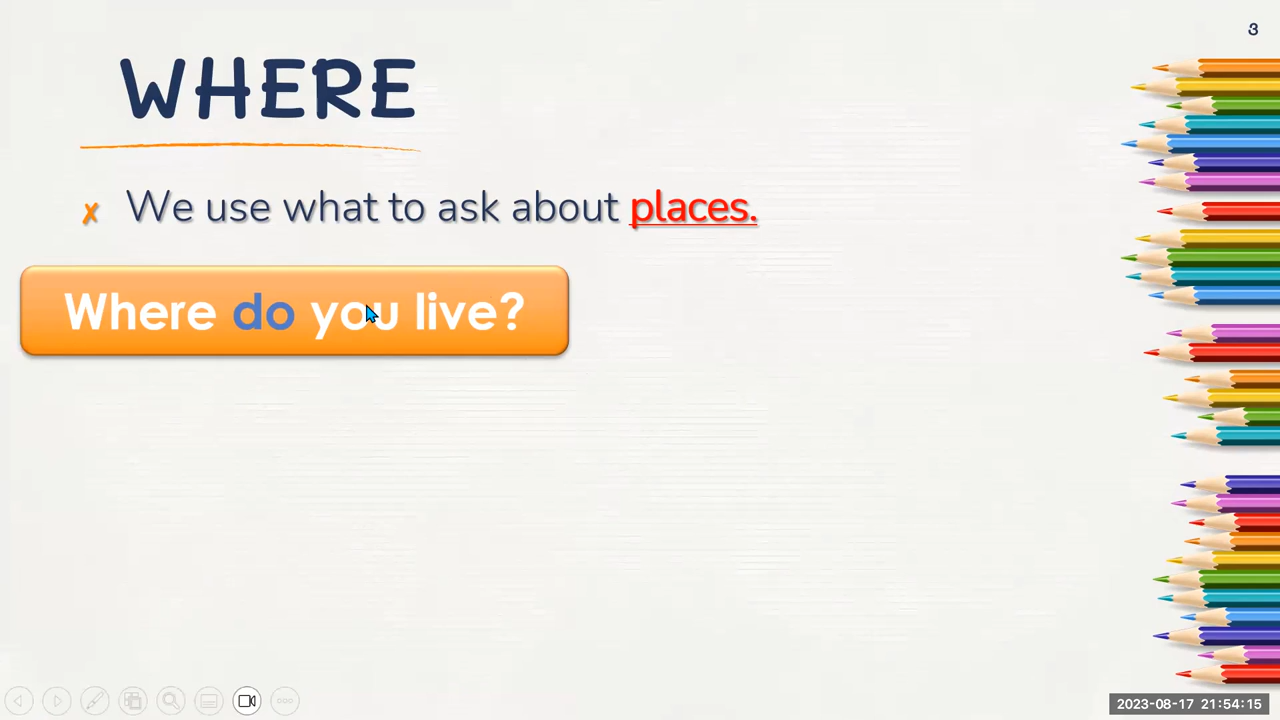 3
WHERE
✗ We use what to ask about places.
Where do you live?
2023-08-17 21:54:15